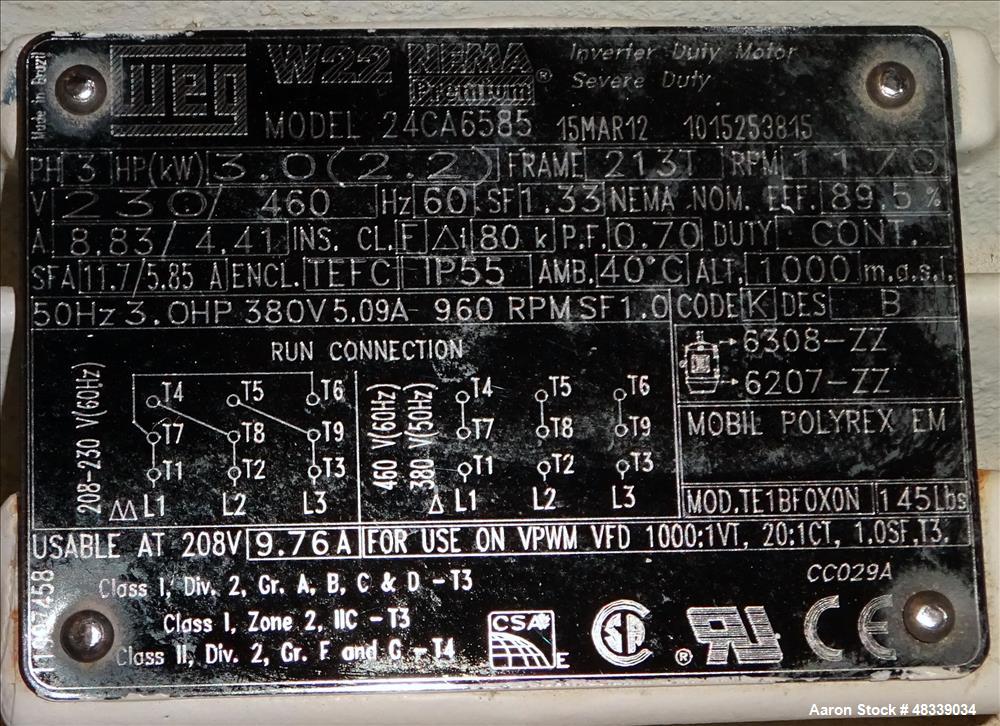 Made in Brazil
WEG W22 NEMA Premium® Inverter Duty Motor
Severe Duty
MODEL 24CA6585 15MAR12 1015253815
PH 3 HP(kW) 3.0(2.2) FRAME 213T RPM 1170
V 230/ 460 Hz 60 SF 1.33 NEMA NOM. EFF. 89.5 %
A 8.83/ 4.41 INS. CL. F Δt 80 k P.F. 0.70 DUTY CONT.
SFA 11.7/5.85 A ENCL. TEFC IP55 AMB. 40°C ALT. 1000 m.a.s.l.
50Hz 3.0HP 380V 5.09A 960 RPM SF 1.0 CODE K DES B
RUN CONNECTION
208-230 V(60Hz)
T4 T5 T6
T7 T8 T9
T1 T2 T3
ΔΔ L1 L2 L3
460 V(60Hz)
380 V(50Hz)
T4 T5 T6
T7 T8 T9
T1 T2 T3
Δ L1 L2 L3
6308-ZZ
6207-ZZ
MOBIL POLYREX EM
MOD.TE1BF0X0N 145Lbs
USABLE AT 208V 9.76 A FOR USE ON VPWM VFD 1000:1VT, 20:1CT, 1.0SF,T3.
CC029A
Class I, Div. 2, Gr. A, B, C & D - T3
Class I, Zone 2, IIC - T3
Class II, Div. 2, Gr. F and G - T4
CSA E
SA ® UR CE
Aaron Stock # 48339034